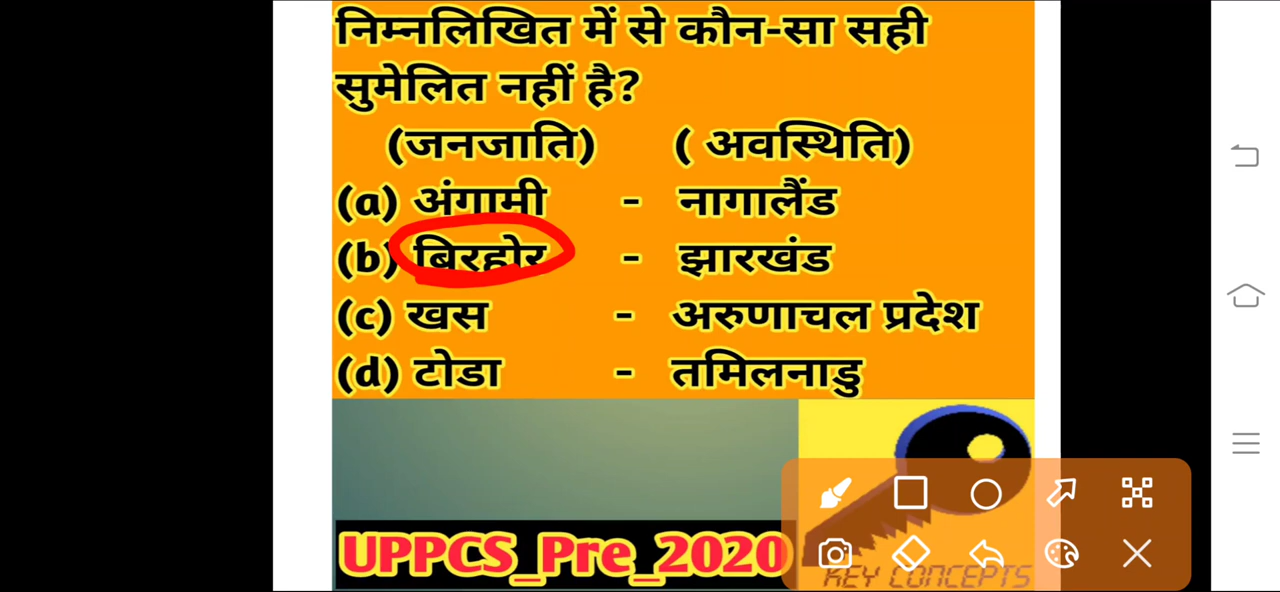 निम्नलिखित में से कौन-सा सही
सुमेलित नहीं है?
(जनजाति) ( अवस्थिति)
(a) अंगामी - नागालैंड
(b) बिरहोर - झारखंड
(c) खस - अरुणाचल प्रदेश
(d) टोडा - तमिलनाडु
UPPCS_Pre_2020
KEY CONCEPTS